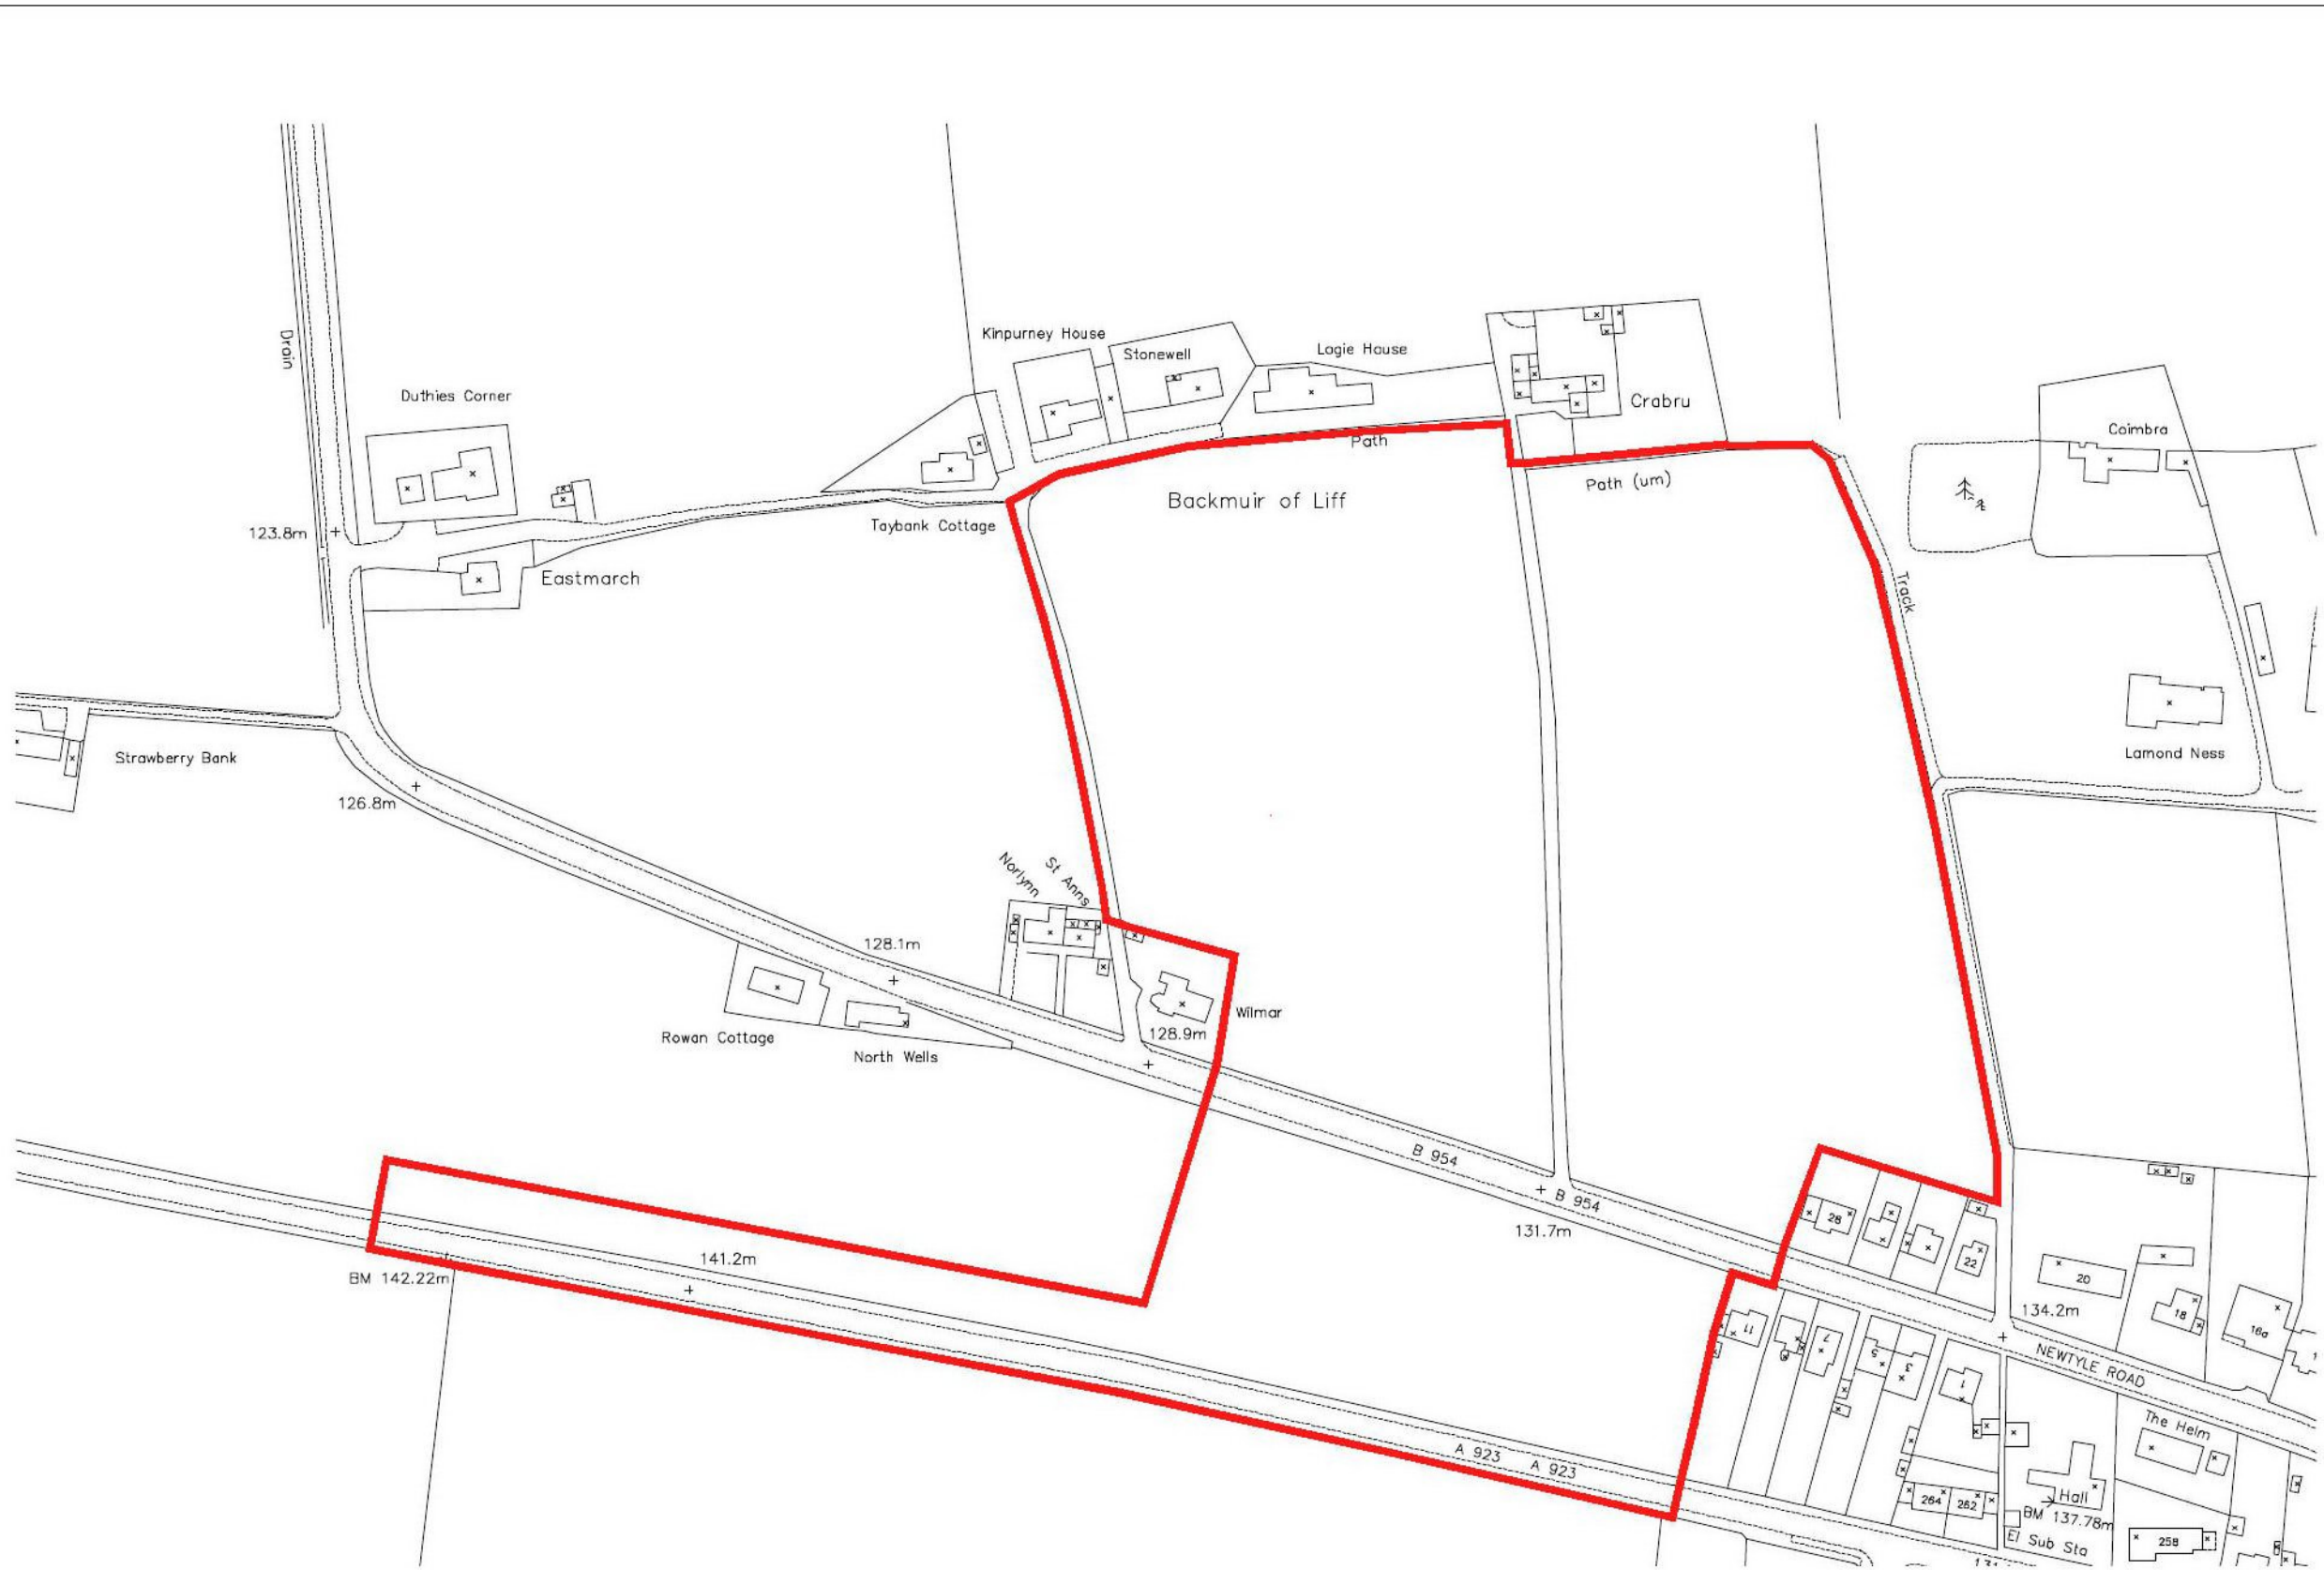 Drain
Kinpurney House
Stonewell
Logie House
Duthies Corner
Crabru
Coimbra
Path
Path (um)
Backmuir of Liff
123.8m
Taybank Cottage
Eastmarch
Track
Strawberry Bank
Lamond Ness
126.8m
Norlynn
St Anns
128.1m
Wilmar
128.9m
Rowan Cottage
North Wells
B 954
B 954
131.7m
28
22
20
18
16a
134.2m
NEWTYLE ROAD
141.2m
BM 142.22m
11
7
5
3
1
The Helm
A 923
A 923
264
262
Hall
BM 137.78m
El Sub Sta
258